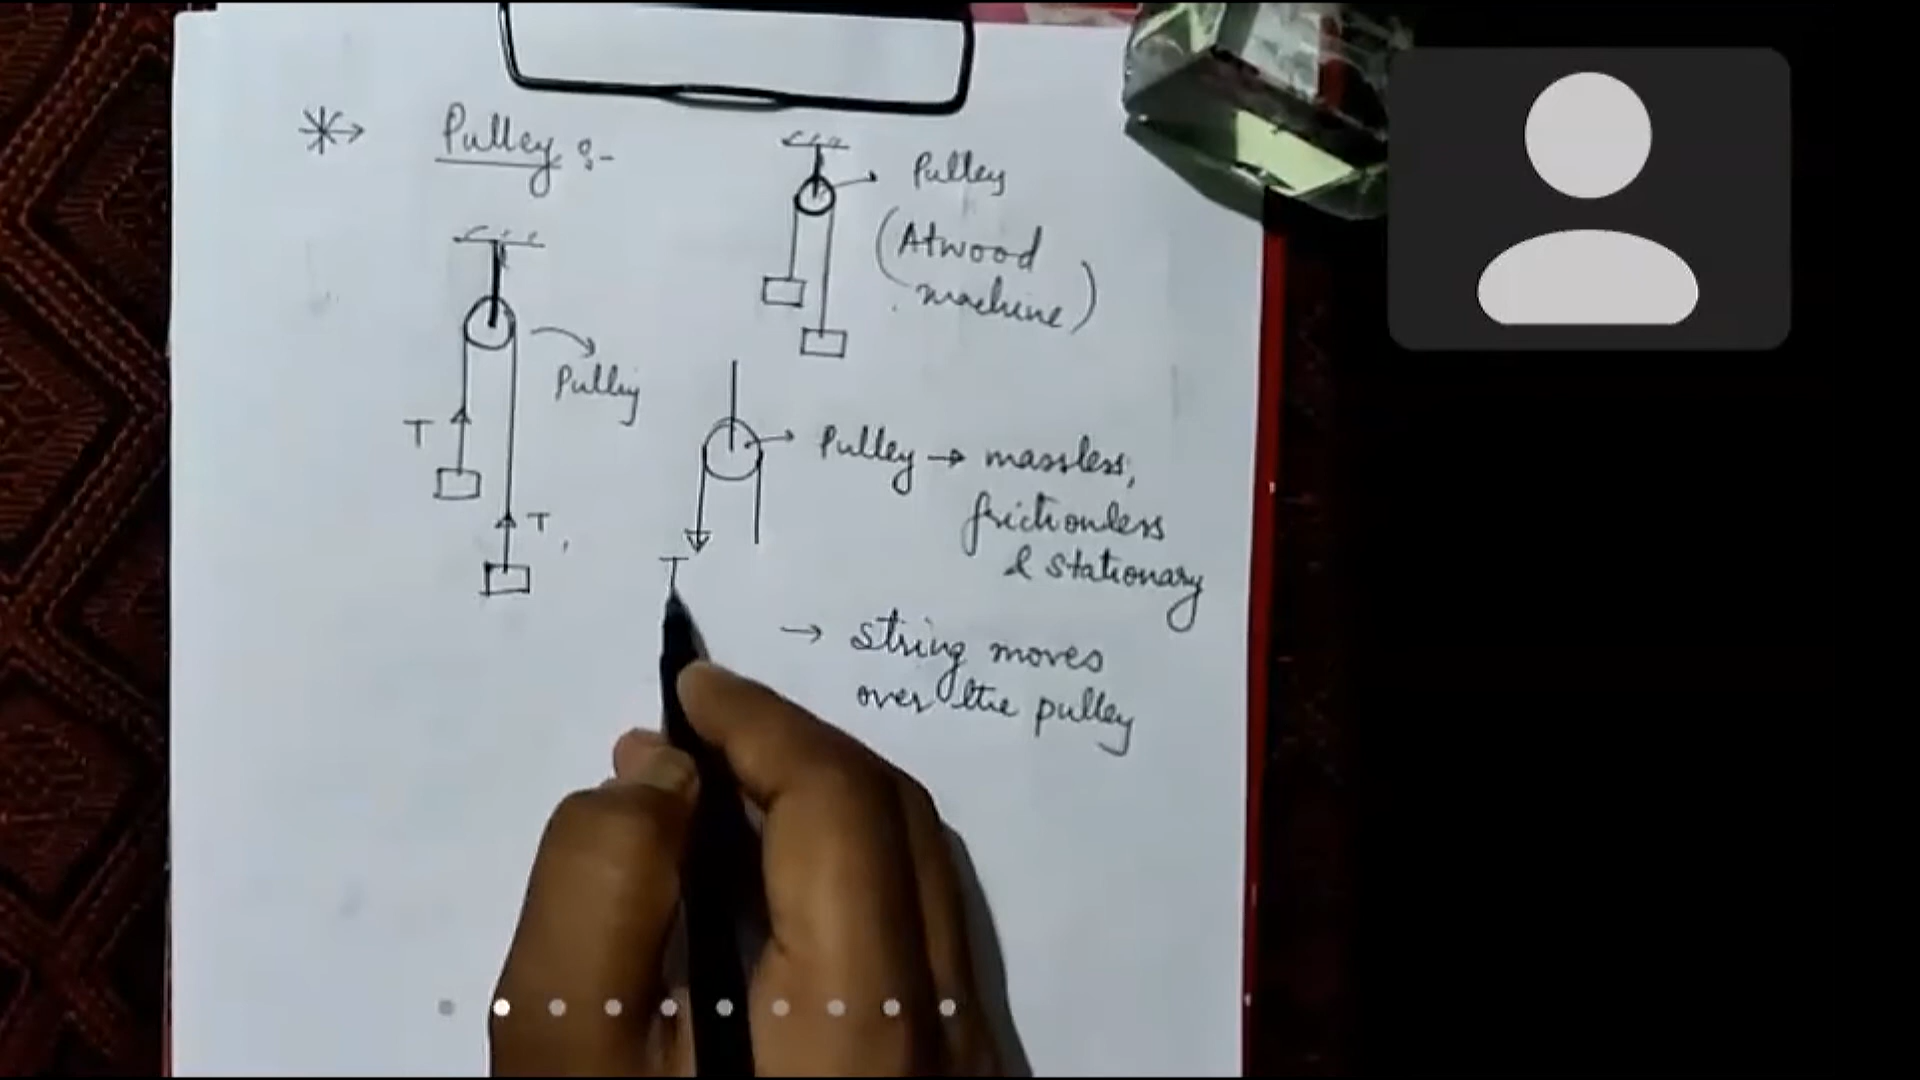 Pulley :-
Pulley
(Atwood
machine)
Pulley
T
T
Pulley → massless,
frictionless
& stationary
T
→ string moves
over the pulley